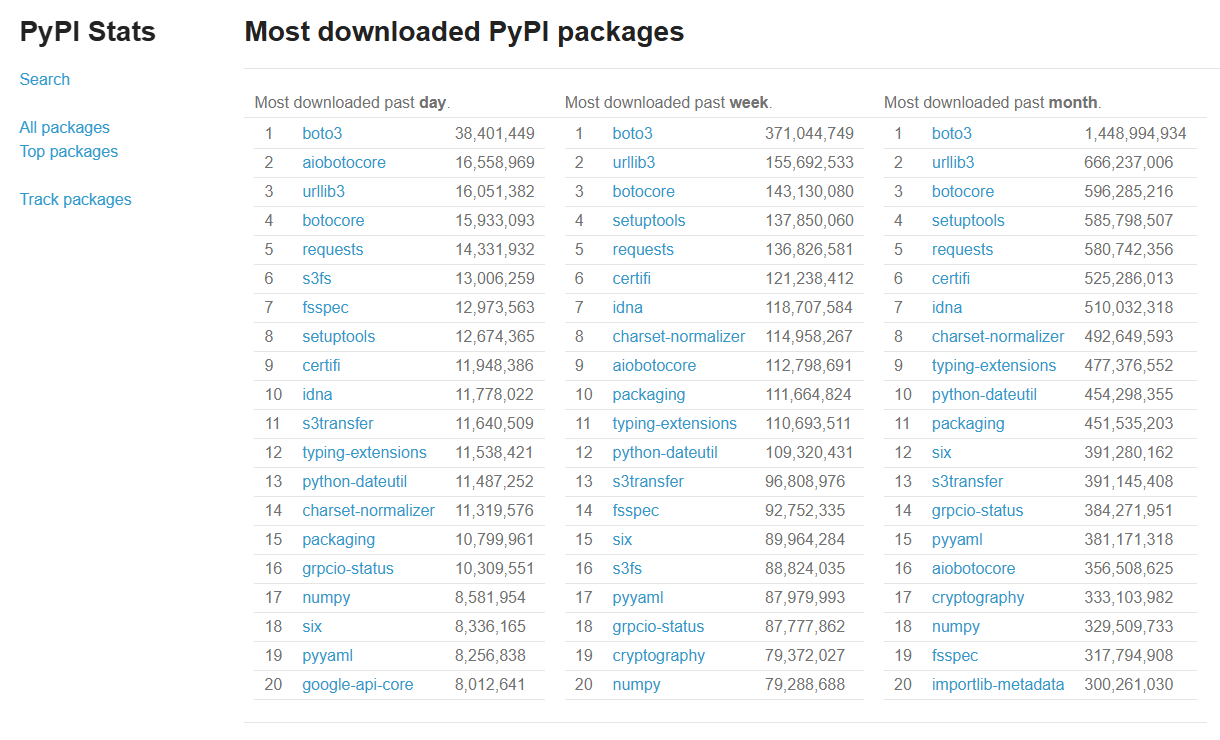 PyPI Stats
Search
All packages
Top packages
Track packages
Most downloaded PyPI packages
Most downloaded past day.
1 boto3 38,401,449
2 aiobotocore 16,558,969
3 urllib3 16,051,382
4 botocore 15,933,093
5 requests 14,331,932
6 s3fs 13,006,259
7 fsspec 12,973,563
8 setuptools 12,674,365
9 certifi 11,948,386
10 idna 11,778,022
11 s3transfer 11,640,509
12 typing-extensions 11,538,421
13 python-dateutil 11,487,252
14 charset-normalizer 11,319,576
15 packaging 10,799,961
16 grpcio-status 10,309,551
17 numpy 8,581,954
18 six 8,336,165
19 pyyaml 8,256,838
20 google-api-core 8,012,641
Most downloaded past week.
1 boto3 371,044,749
2 urllib3 155,692,533
3 botocore 143,130,080
4 setuptools 137,850,060
5 requests 136,826,581
6 certifi 121,238,412
7 idna 118,707,584
8 charset-normalizer 114,958,267
9 aiobotocore 112,798,691
10 packaging 111,664,824
11 typing-extensions 110,693,511
12 python-dateutil 109,320,431
13 s3transfer 96,808,976
14 fsspec 92,752,335
15 six 89,964,284
16 s3fs 88,824,035
17 pyyaml 87,979,993
18 grpcio-status 87,777,862
19 cryptography 79,372,027
20 numpy 79,288,688
Most downloaded past month.
1 boto3 1,448,994,934
2 urllib3 666,237,006
3 botocore 596,285,216
4 setuptools 585,798,507
5 requests 580,742,356
6 certifi 525,286,013
7 idna 510,032,318
8 charset-normalizer 492,649,593
9 typing-extensions 477,376,552
10 python-dateutil 454,298,355
11 packaging 451,535,203
12 six 391,280,162
13 s3transfer 391,145,408
14 grpcio-status 384,271,951
15 pyyaml 381,171,318
16 aiobotocore 356,508,625
17 cryptography 333,103,982
18 numpy 329,509,733
19 fsspec 317,794,908
20 importlib-metadata 300,261,030